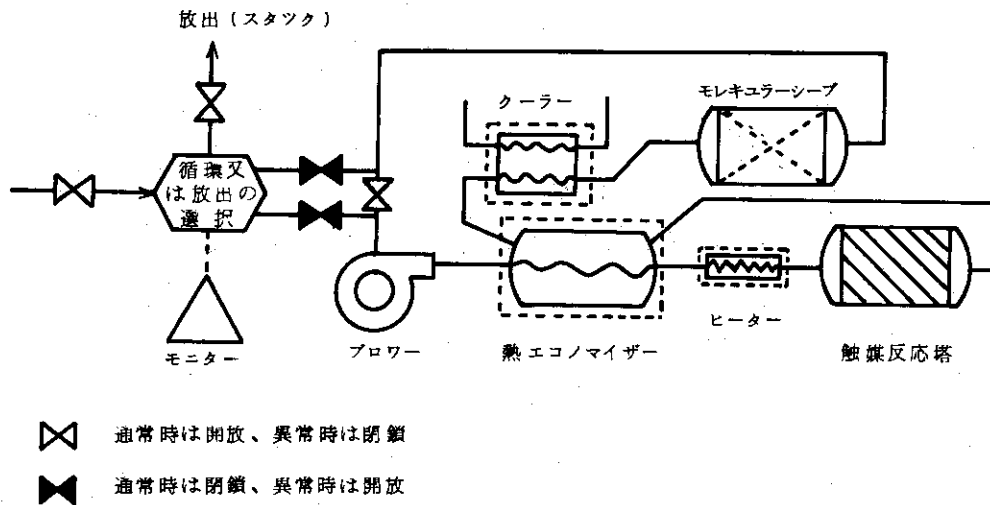 放出(スタツク)
クーラー
モレキユラーシーブ
循環又
は放出の
選択
モニター
ブロワー
熱エコノマイザー
ヒーター
触媒反応塔
通常時は開放、異常時は閉鎖
通常時は閉鎖、異常時は開放